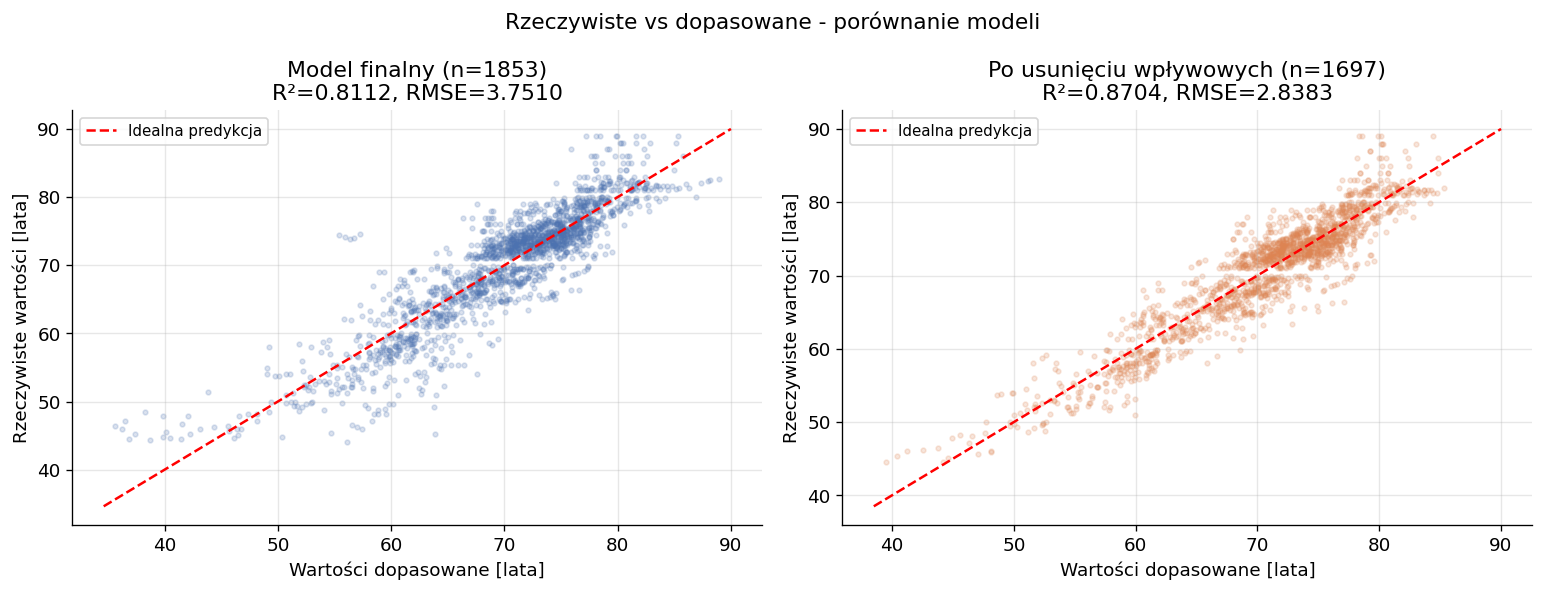 Rzeczywiste vs dopasowane - porównanie modeli
Model finalny (n=1853)
R²=0.8112, RMSE=3.7510
Idealna predykcja
90
80
70
60
50
40
Rzeczywiste wartości [lata]
40 50 60 70 80 90
Wartości dopasowane [lata]
Po usunięciu wpływowych (n=1697)
R²=0.8704, RMSE=2.8383
Idealna predykcja
90
80
70
60
50
40
Rzeczywiste wartości [lata]
40 50 60 70 80 90
Wartości dopasowane [lata]